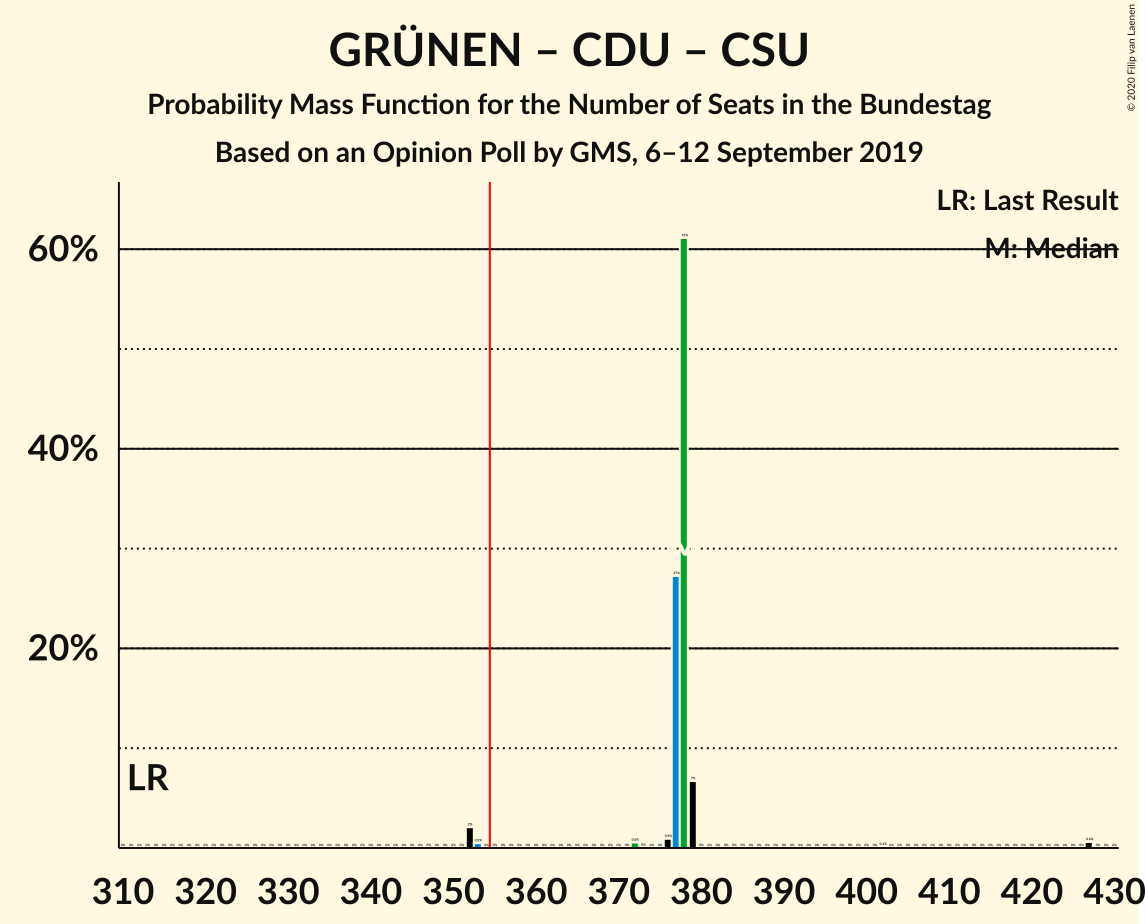 GRÜNEN – CDU – CSU
Probability Mass Function for the Number of Seats in the Bundestag
Based on an Opinion Poll by GMS, 6–12 September 2019
© 2020 Filip van Laenen
LR: Last Result
M: Median
60%
40%
20%
LR
310 320 330 340 350 360 370 380 390 400 410 420 430